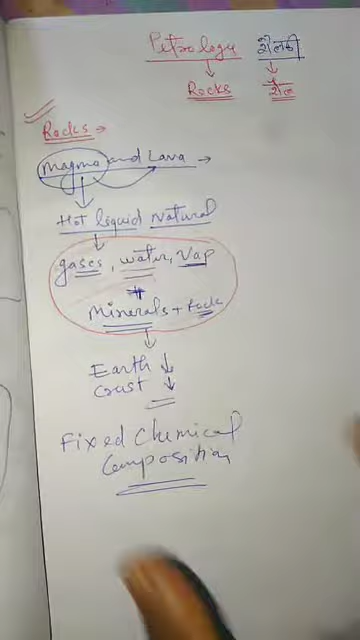 Petrology शैलकी
Rocks शैल
Rocks →
Magma and Lava →
Hot liquid Natural
gases, water, Vap
+
Minerals + Rock
Earth
Crust
Fixed Chemical
Composition